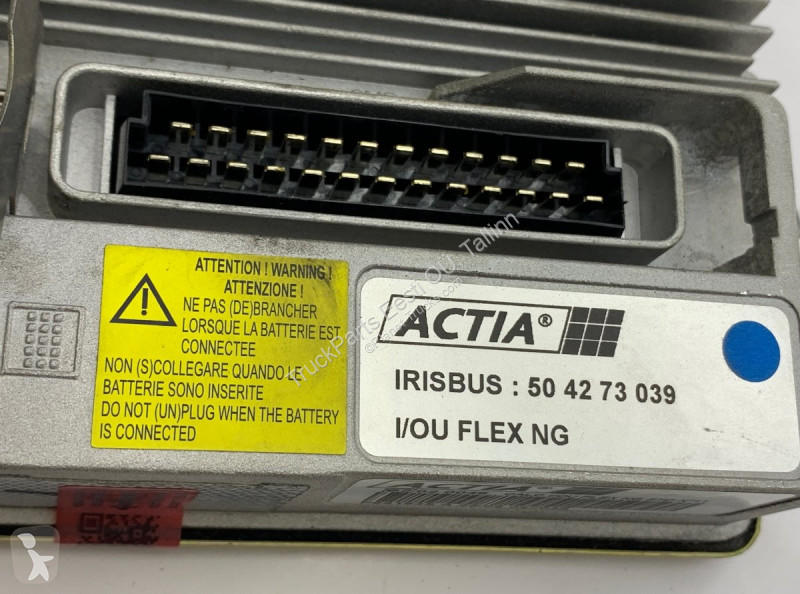 ATTENTION ! WARNING !
ATTENZIONE !
NE PAS (DE)BRANCHER
LORSQUE LA BATTERIE EST
CONNECTEE
NON (S)COLLEGARE QUANDO LE
BATTERIE SONO INSERITE
DO NOT (UN)PLUG WHEN THE BATTERY
IS CONNECTED
ACTIA®
IRISBUS : 50 42 73 039
I/OU FLEX NG
ACTIA
TruckParts Eesti OÜ, Tallinn